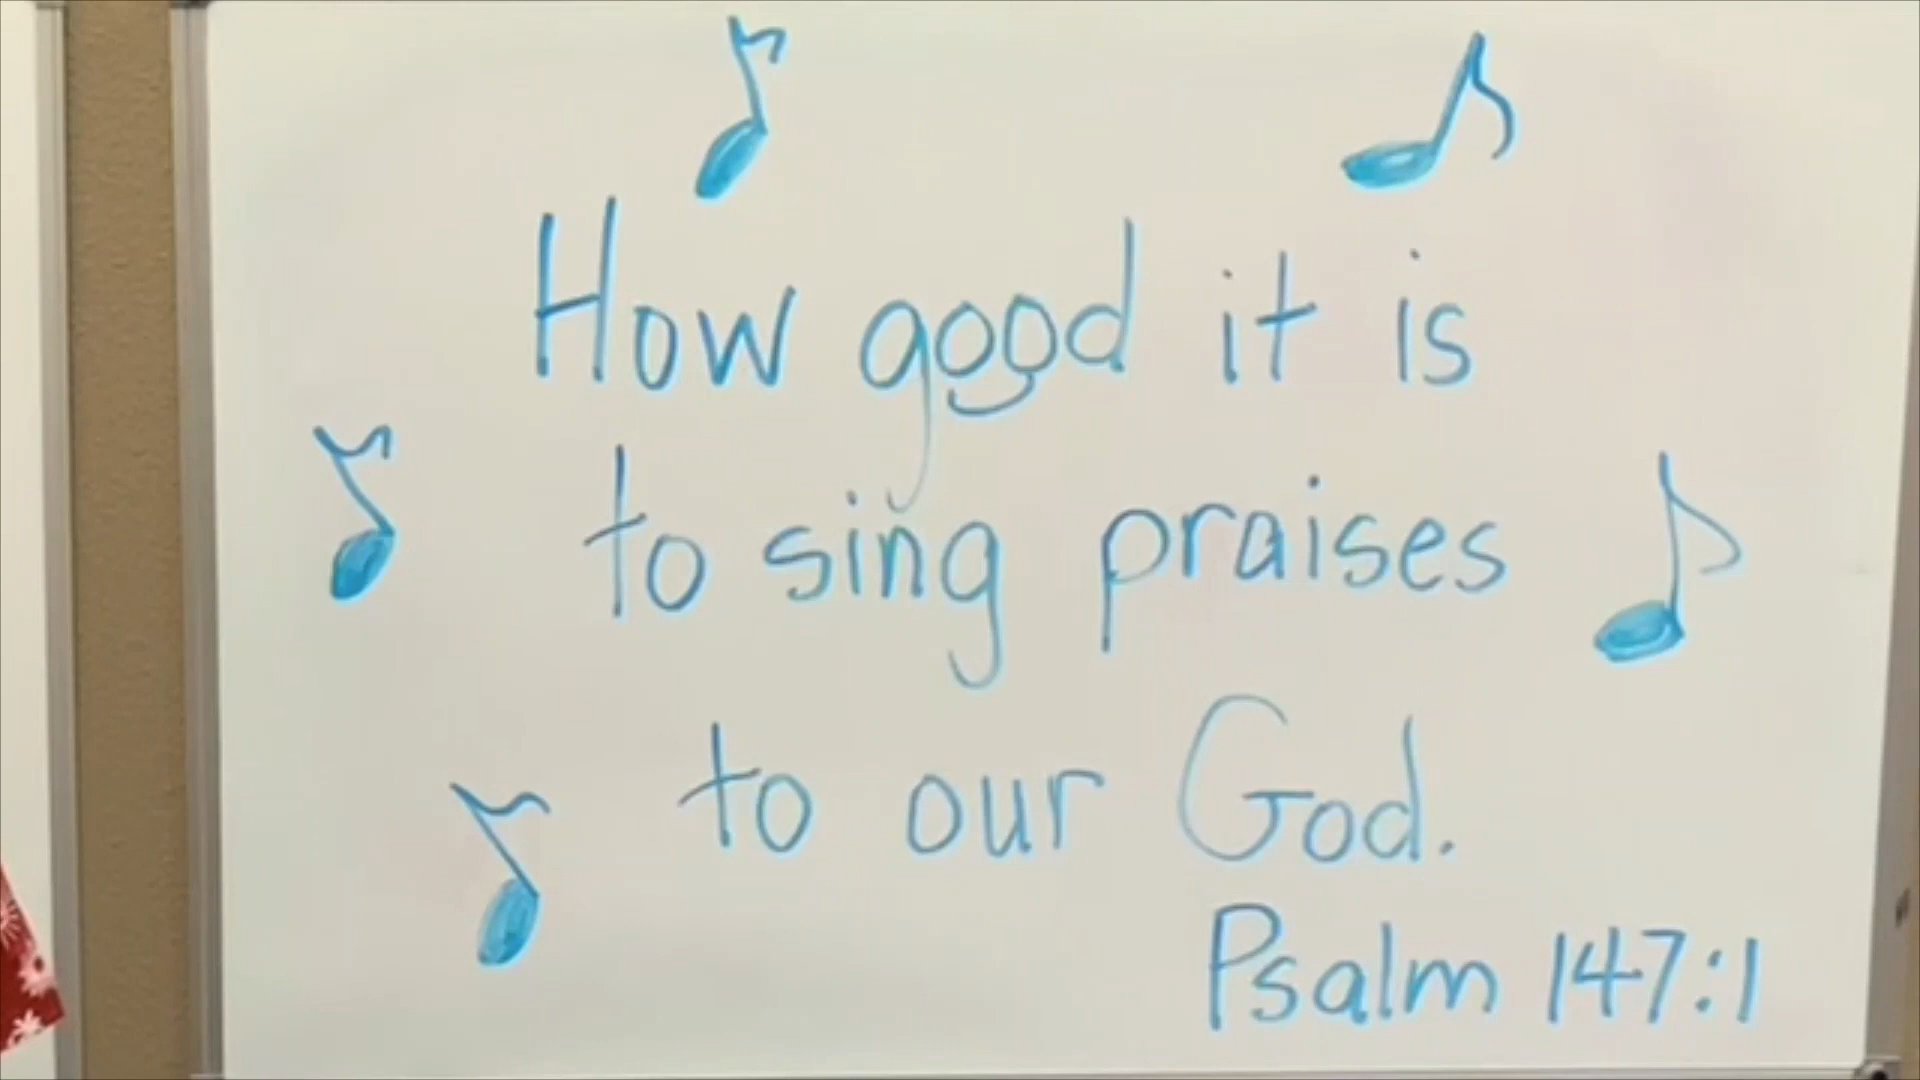 How good it is
to sing praises
to our God.
Psalm 147:1